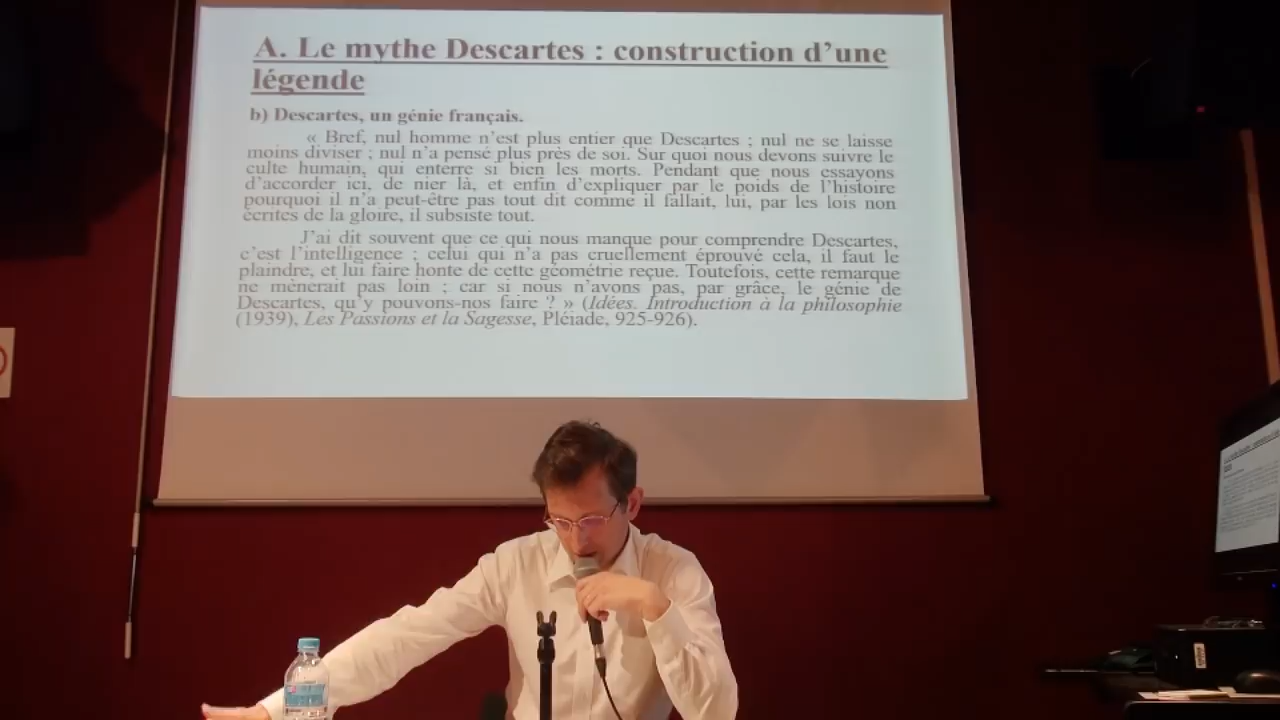 A. Le mythe Descartes : construction d’une
légende
b) Descartes, un génie français.
« Bref, nul homme n’est plus entier que Descartes ; nul ne se laisse
moins diviser ; nul n’a pensé plus près de soi. Sur quoi nous devons suivre le
culte humain, qui enterre si bien les morts. Pendant que nous essayons
d’accorder ici, de nier là, et enfin d’expliquer par le poids de l’histoire
pourquoi il n’a peut-être pas tout dit comme il fallait, lui, par les lois non
écrites de la gloire, il subsiste tout.
J’ai dit souvent que ce qui nous manque pour comprendre Descartes,
c’est l’intelligence ; celui qui n’a pas cruellement éprouvé cela, il faut le
plaindre, et lui faire honte de cette géométrie reçue. Toutefois, cette remarque
ne mènerait pas loin ; car si nous n’avons pas, par grâce, le génie de
Descartes, qu’y pouvons-nos faire ? » (Idées. Introduction à la philosophie
(1939), Les Passions et la Sagesse, Pléiade, 925-926).